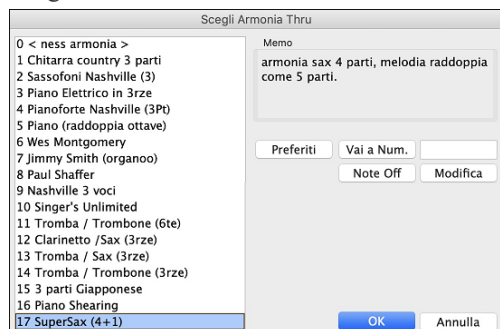 Scegli Armonia Thru
0 < ness armonia >
1 Chitarra country 3 parti
2 Sassofoni Nashville (3)
3 Piano Elettrico in 3rze
4 Pianoforte Nashville (3Pt)
5 Piano (raddoppia ottave)
6 Wes Montgomery
7 Jimmy Smith (organoo)
8 Paul Shaffer
9 Nashville 3 voci
10 Singer's Unlimited
11 Tromba / Trombone (6te)
12 Clarinetto /Sax (3rze)
13 Tromba / Sax (3rze)
14 Tromba / Trombone (3rze)
15 3 parti Giapponese
16 Piano Shearing
17 SuperSax (4+1)
Memo
armonia sax 4 parti, melodia raddoppia
come 5 parti.
Preferiti Vai a Num.
Note Off Modifica
OK Annulla